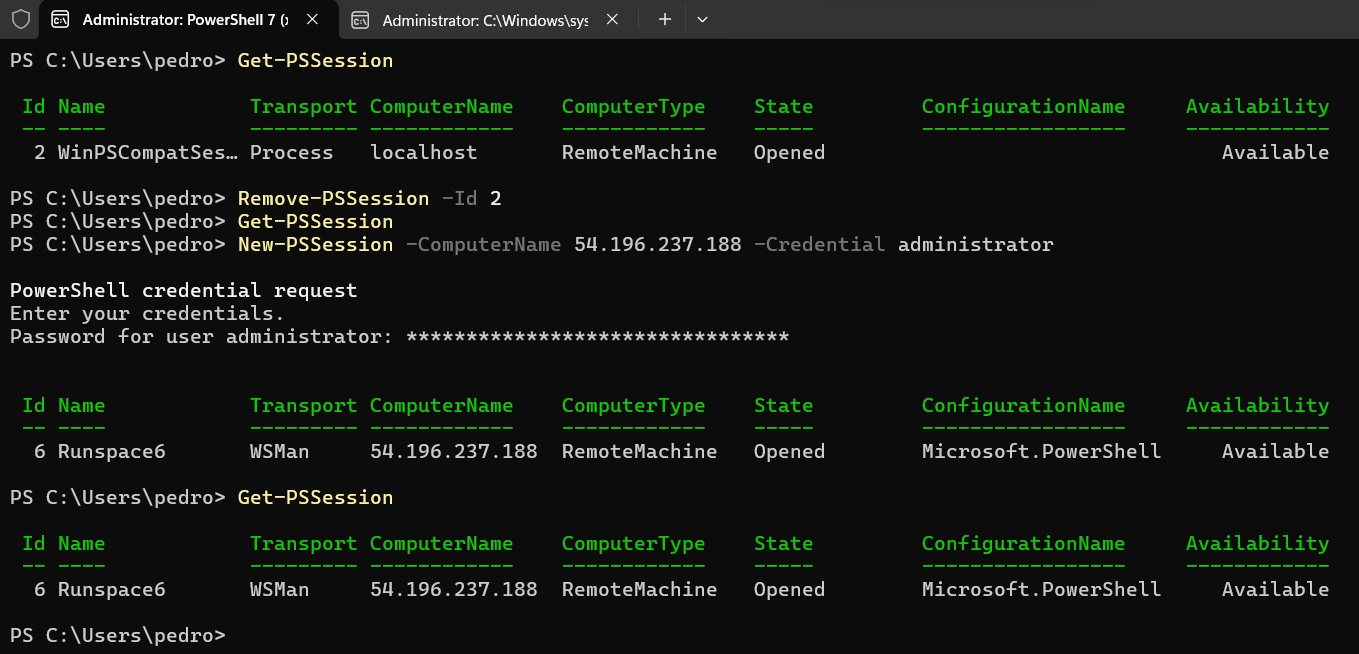 Administrator: PowerShell 7 (x
Administrator: C:\Windows\sys
PS C:\Users\pedro> Get-PSSession
Id Name Transport ComputerName ComputerType State ConfigurationName Availability
-- ---- --------- ------------ ------------ ----- ----------------- ------------
2 WinPSCompatSes… Process localhost RemoteMachine Opened Available
PS C:\Users\pedro> Remove-PSSession -Id 2
PS C:\Users\pedro> Get-PSSession
PS C:\Users\pedro> New-PSSession -ComputerName 54.196.237.188 -Credential administrator
PowerShell credential request
Enter your credentials.
Password for user administrator: ********************************
Id Name Transport ComputerName ComputerType State ConfigurationName Availability
-- ---- --------- ------------ ------------ ----- ----------------- ------------
6 Runspace6 WSMan 54.196.237.188 RemoteMachine Opened Microsoft.PowerShell Available
PS C:\Users\pedro> Get-PSSession
Id Name Transport ComputerName ComputerType State ConfigurationName Availability
-- ---- --------- ------------ ------------ ----- ----------------- ------------
6 Runspace6 WSMan 54.196.237.188 RemoteMachine Opened Microsoft.PowerShell Available
PS C:\Users\pedro>